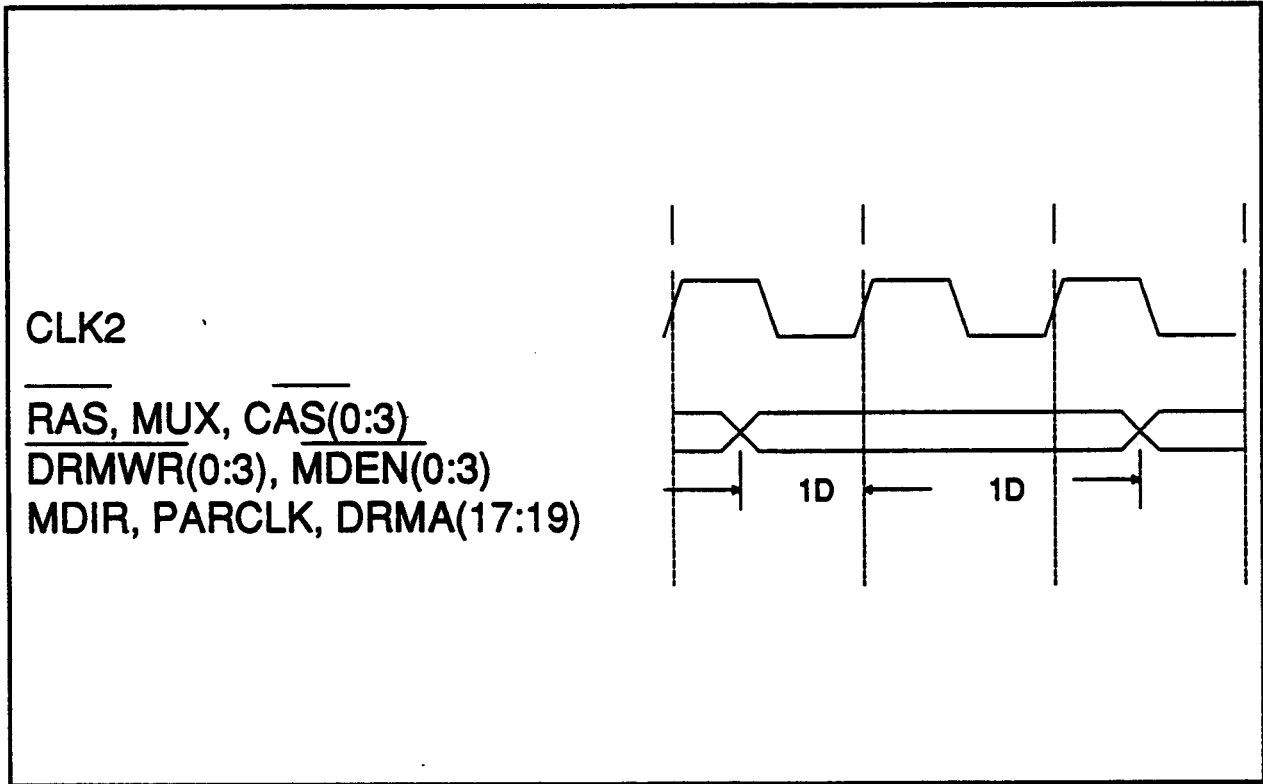 CLK2
RAS, MUX, CAS(0:3)
DRMWR(0:3), MDEN(0:3)
MDIR, PARCLK, DRMA(17:19)
1D 1D